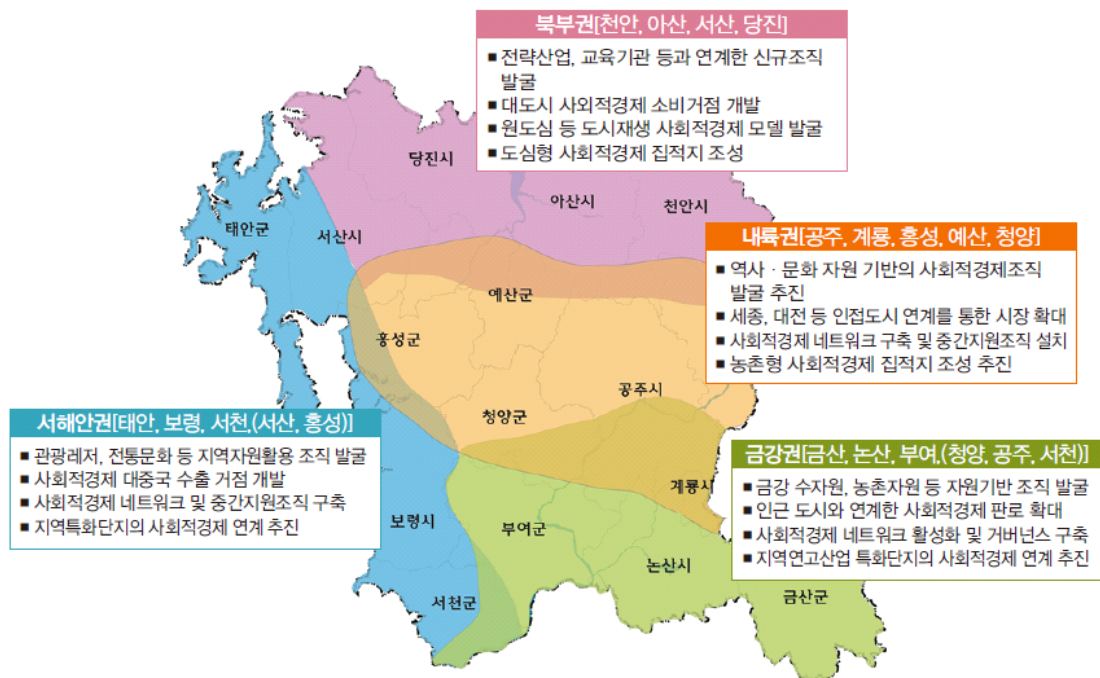 북부권[천안, 아산, 서산, 당진]
■ 전략산업, 교육기관 등과 연계한 신규조직
발굴
■ 대도시 사외적경제 소비거점 개발
■ 원도심 등 도시재생 사회적경제 모델 발굴
■ 도심형 사회적경제 집적지 조성
당진시
아산시
천안시
태안군
서산시
내륙권[공주, 계룡, 홍성, 예산, 청양]
■ 역사 · 문화 자원 기반의 사회적경제조직
발굴 추진
■ 세종, 대전 등 인접도시 연계를 통한 시장 확대
■ 사회적경제 네트워크 구축 및 중간지원조직 설치
■ 농촌형 사회적경제 집적지 조성 추진
예산군
홍성군
공주시
청양군
서해안권[태안, 보령, 서천,(서산, 홍성)]
■ 관광레저, 전통문화 등 지역자원활용 조직 발굴
■ 사회적경제 대중국 수출 거점 개발
■ 사회적경제 네트워크 및 중간지원조직 구축
■ 지역특화단지의 사회적경제 연계 추진
금강권[금산, 논산, 부여,(청양, 공주, 서천)]
■ 금강 수자원, 농촌자원 등 자원기반 조직 발굴
■ 인근 도시와 연계한 사회적경제 판로 확대
■ 사회적경제 네트워크 활성화 및 거버넌스 구축
■ 지역연고산업 특화단지의 사회적경제 연계 추진
계룡시
보령시
부여군
논산시
서천군
금산군